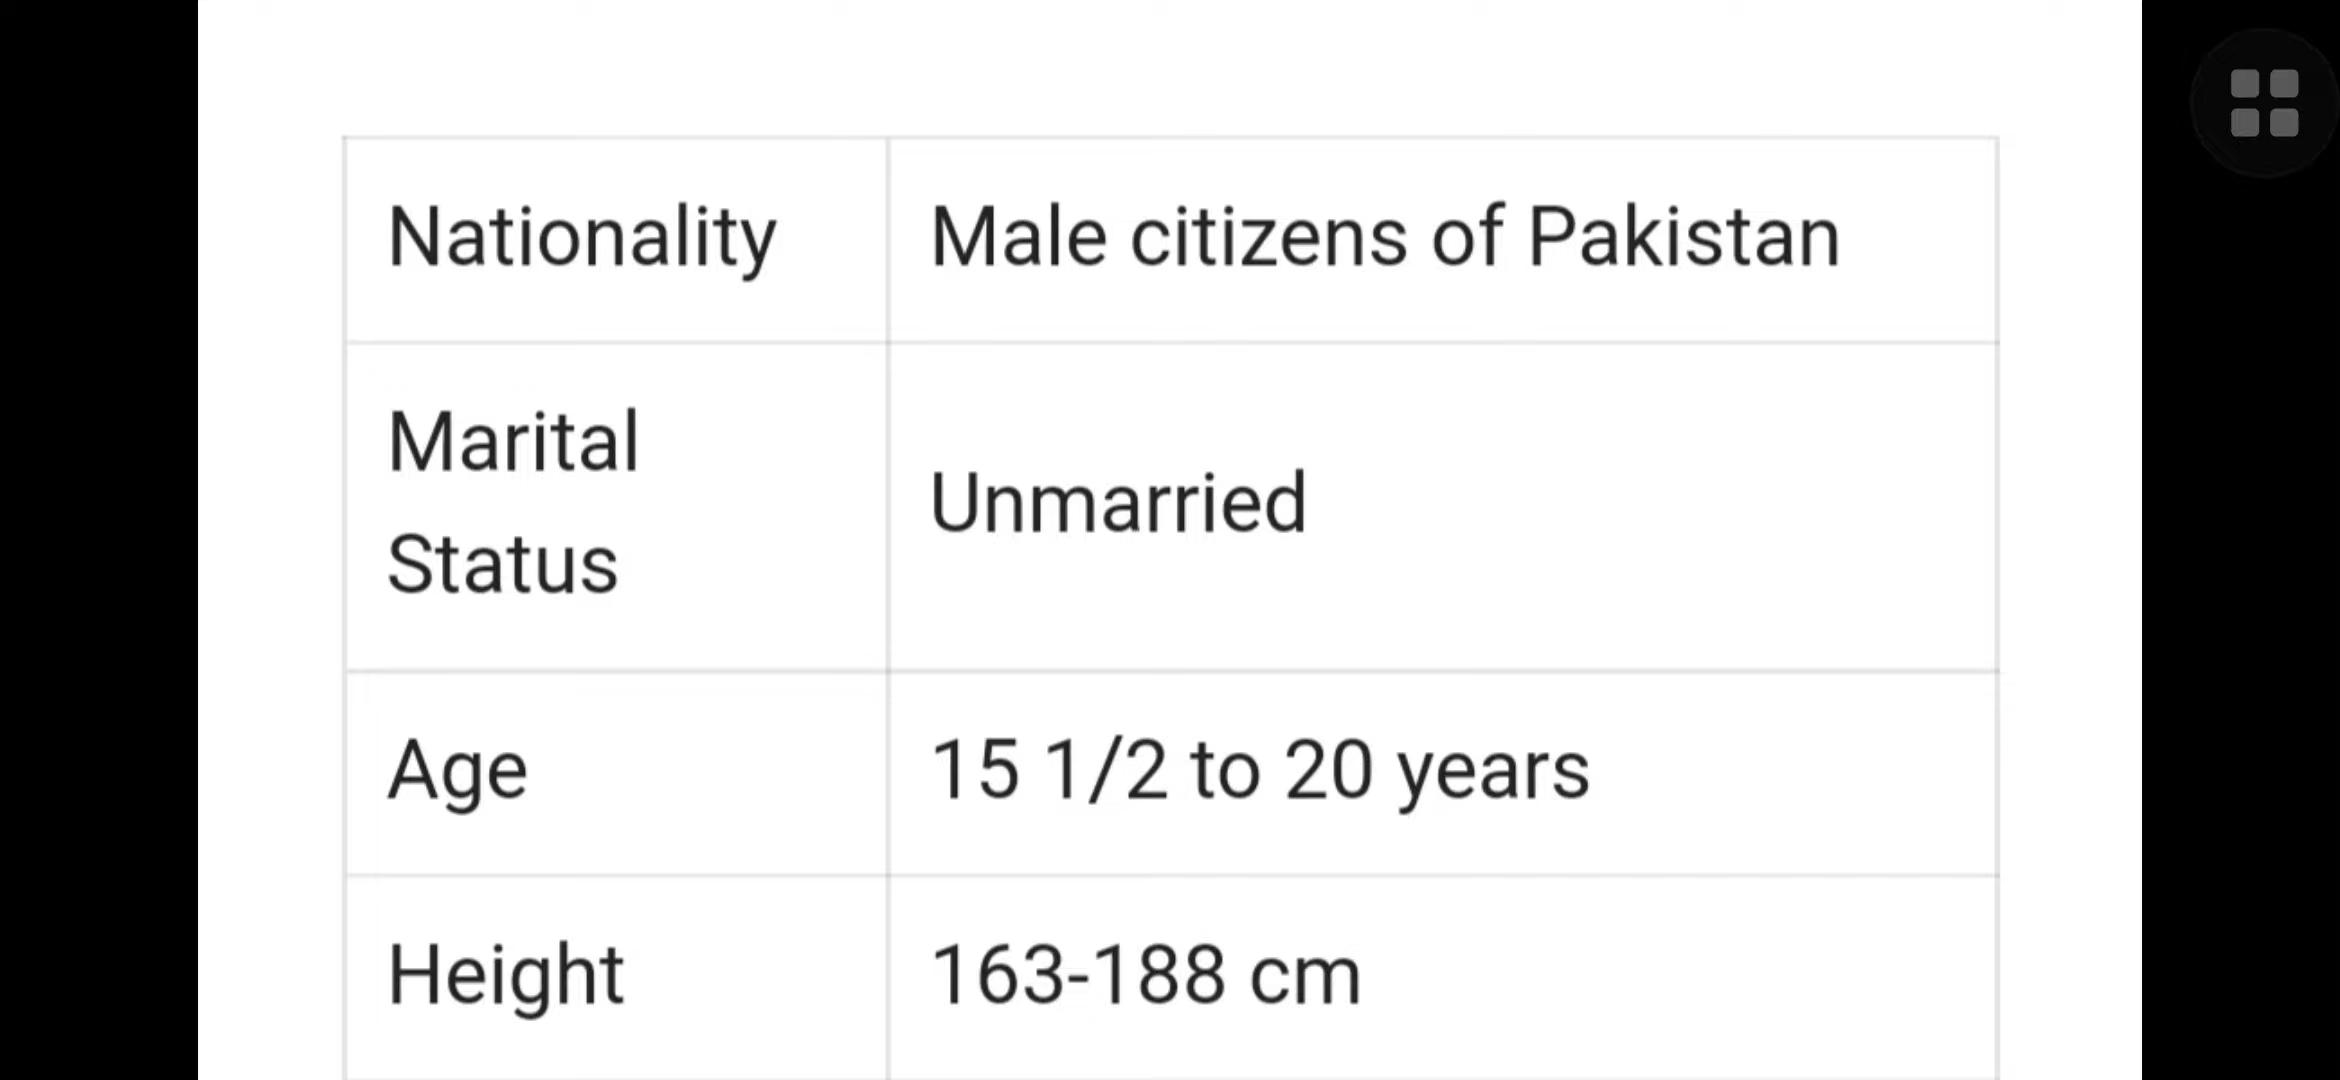 Nationality
Male citizens of Pakistan
Marital
Status
Unmarried
Age
15 1/2 to 20 years
Height
163-188 cm